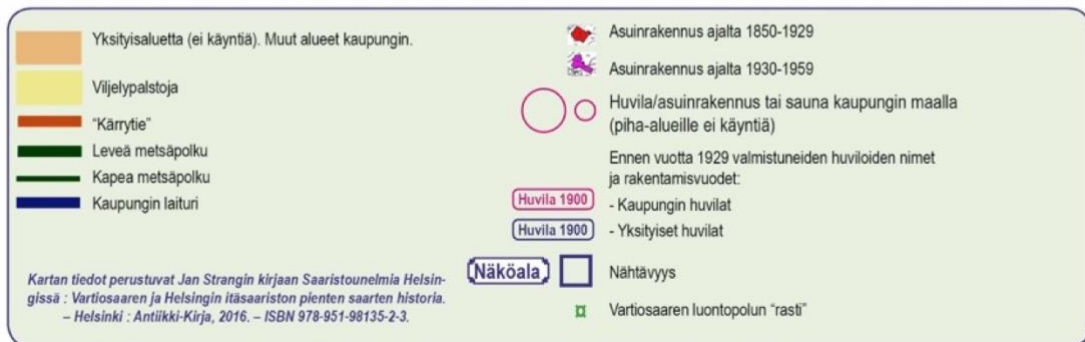 Yksityisaluetta (ei käyntiä). Muut alueet kaupungin.
Viljelypalstoja
"Kärrytie"
Leveä metsäpolku
Kapea metsäpolku
Kaupungin laituri
Kartan tiedot perustuvat Jan Strangin kirjaan Saaristounelmia Helsin-
gissä : Vartiosaaren ja Helsingin itäsaariston pienten saarten historia.
– Helsinki : Antiikki-Kirja, 2016. – ISBN 978-951-98135-2-3.
Asuinrakennus ajalta 1850-1929
Asuinrakennus ajalta 1930-1959
Huvila/asuinrakennus tai sauna kaupungin maalla
(piha-alueille ei käyntiä)
Ennen vuotta 1929 valmistuneiden huviloiden nimet
ja rakentamisvuodet:
Huvila 1900 - Kaupungin huvilat
Huvila 1900 - Yksityiset huvilat
Näköala Nähtävyys
Vartiosaaren luontopolun "rasti"